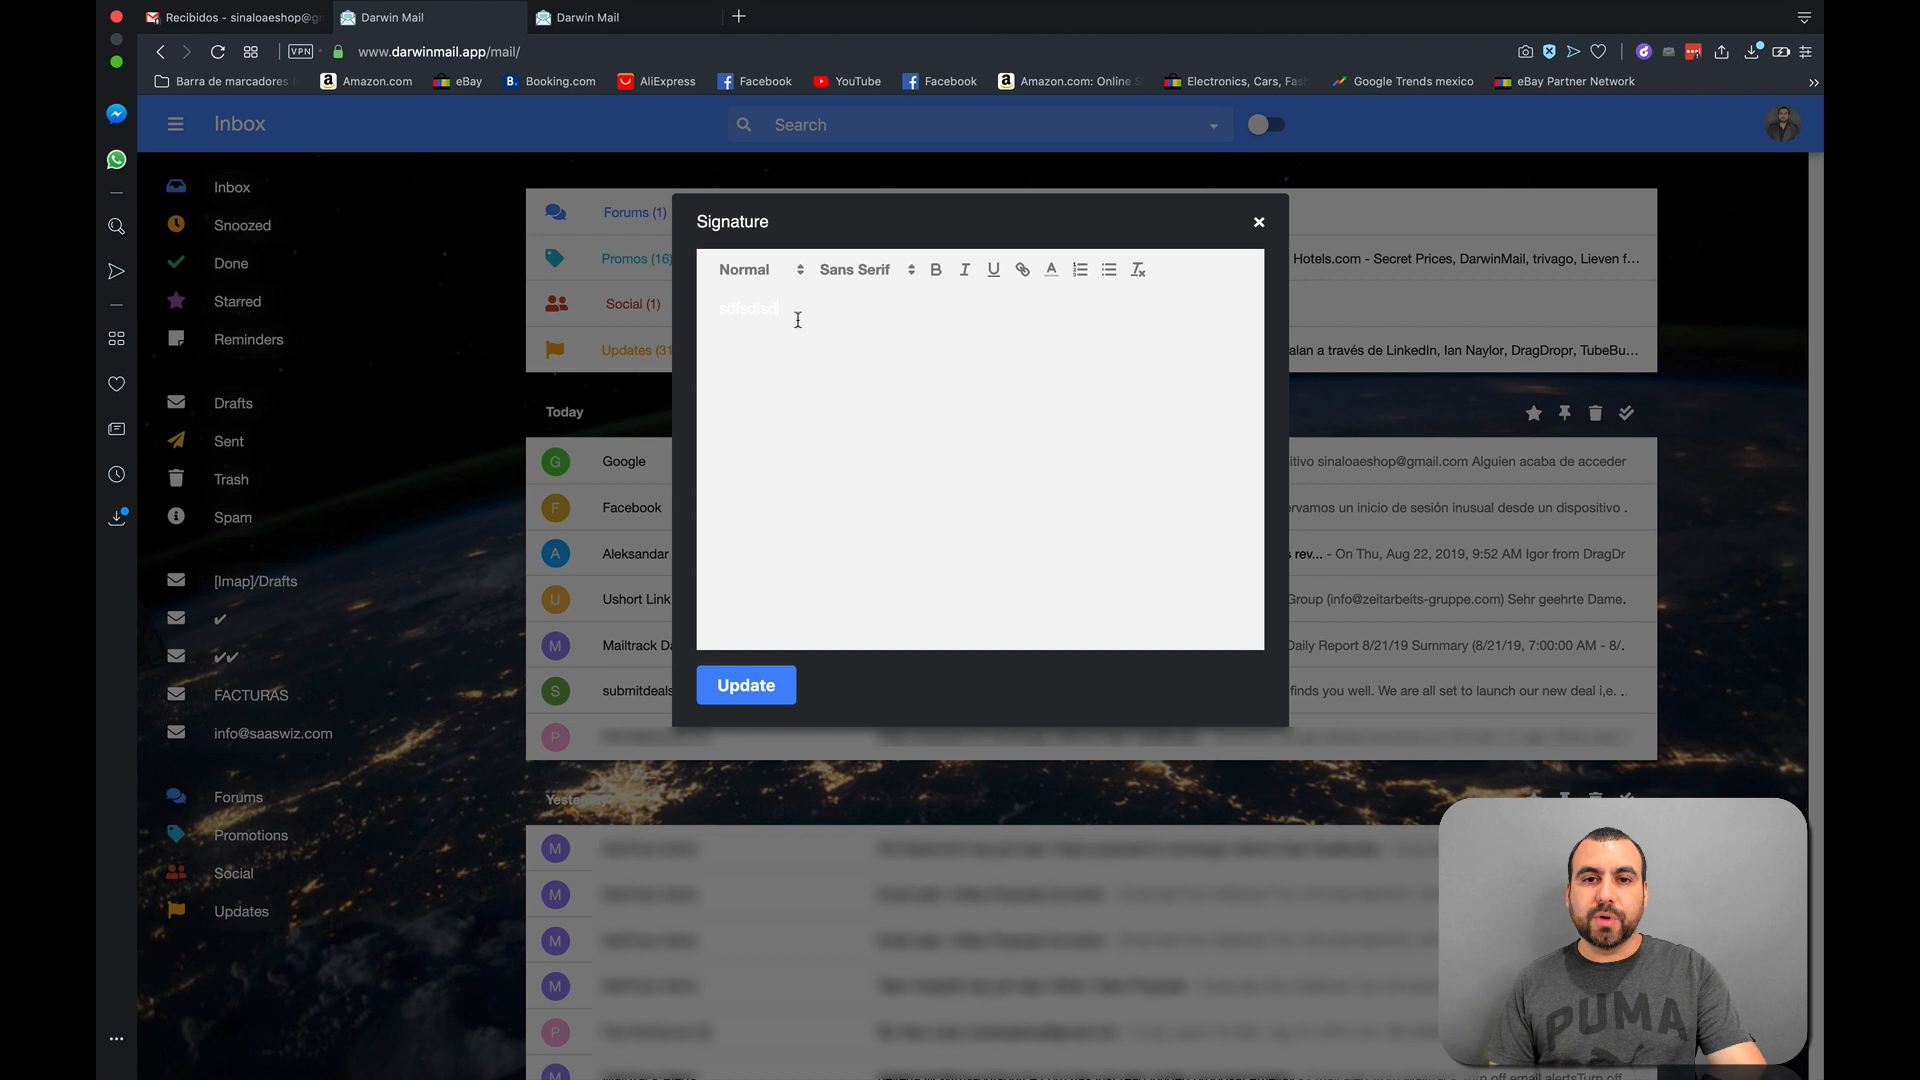 Recibidos - sinaloaeshop@gm
Darwin Mail
Darwin Mail
VPN
www.darwinmail.app/mail/
Barra de marcadores
Amazon.com
eBay
Booking.com
AliExpress
Facebook
YouTube
Facebook
Amazon.com: Online S
Electronics, Cars, Fas
Google Trends mexico
eBay Partner Network
Inbox
Search
Inbox
Snoozed
Done
Starred
Reminders
Drafts
Sent
Trash
Spam
[Imap]/Drafts
✔
✔✔
FACTURAS
info@saaswiz.com
Forums
Promotions
Social
Updates
Forums (1)
Promos (16)
Hotels.com - Secret Prices, DarwinMail, trivago, Lieven f...
Social (1)
Updates (31
alan a través de LinkedIn, Ian Naylor, DragDropr, TubeBu...
Signature
Normal
Sans Serif
sdfsdfsd
Update
Today
G
Google
itivo sinaloaeshop@gmail.com Alguien acaba de acceder
F
Facebook
rvamos un inicio de sesión inusual desde un dispositivo .
A
Aleksandar
s rev... - On Thu, Aug 22, 2019, 9:52 AM Igor from DragDr
U
Ushort Link
Group (info@zeitarbeits-gruppe.com) Sehr geehrte Dame.
M
Mailtrack Da
Daily Report 8/21/19 Summary (8/21/19, 7:00:00 AM - 8/.
S
submitdeals
finds you well. We are all set to launch our new deal i,e. .
P
Yesterday
M
M
M
M
P
M
PUMA